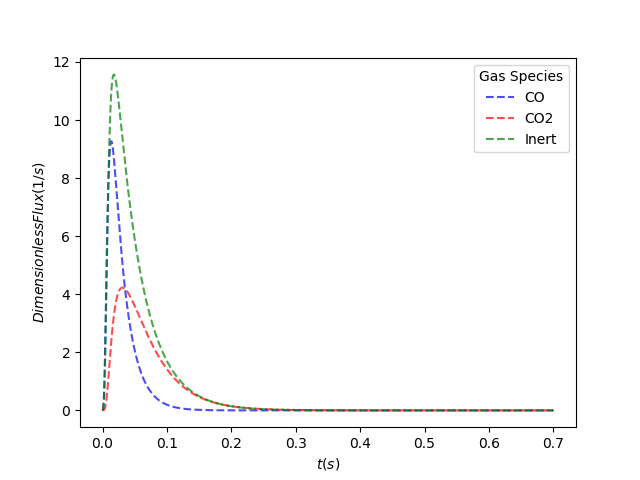 12
10
8
6
4
2
0
DimensionlessFlux(1/s)
Gas Species
CO
CO2
Inert
0.0 0.1 0.2 0.3 0.4 0.5 0.6 0.7
t(s)